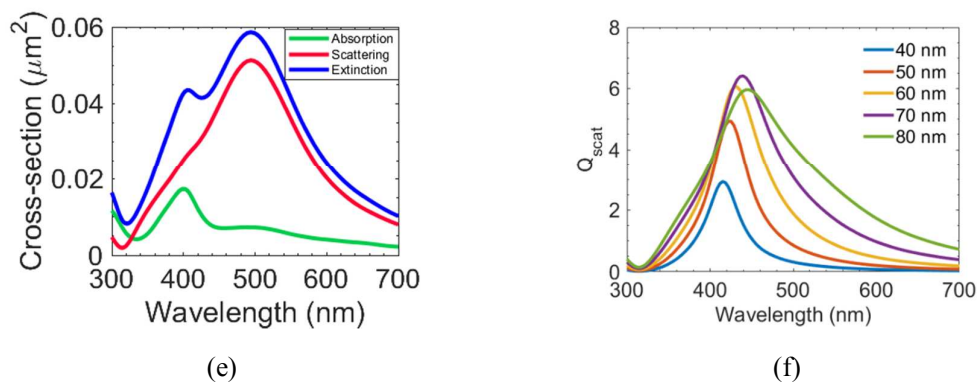 0.06
0.04
0.02
0
Cross-section (μm²)
Absorption
Scattering
Extinction
300 400 500 600 700
Wavelength (nm)
(e)
8
6
4
2
0
Q_scat
40 nm
50 nm
60 nm
70 nm
80 nm
300 400 500 600 700
Wavelength (nm)
(f)